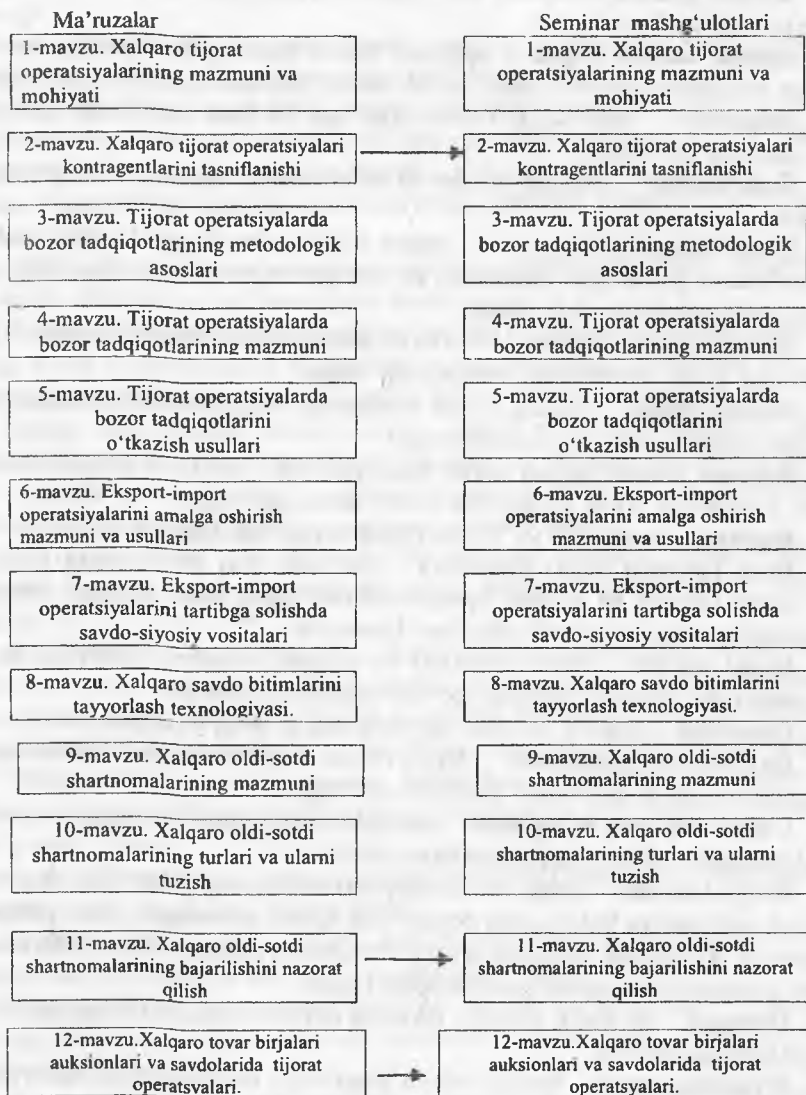 Ma'ruzalar
1-mavzu. Xalqaro tijorat
operatsiyalarining mazmuni va
mohiyati
2-mavzu. Xalqaro tijorat operatsiyalari
kontragentlarini tasniflanishi
3-mavzu. Tijorat operatsiyalarda
bozor tadqiqotlarining metodologik
asoslari
4-mavzu. Tijorat operatsiyalarda
bozor tadqiqotlarining mazmuni
5-mavzu. Tijorat operatsiyalarda
bozor tadqiqotlarini
o‘tkazish usullari
6-mavzu. Eksport-import
operatsiyalarini amalga oshirish
mazmuni va usullari
7-mavzu. Eksport-import
operatsiyalarini tartibga solishda
savdo-siyosiy vositalari
8-mavzu. Xalqaro savdo bitimlarini
tayyorlash texnologiyasi.
9-mavzu. Xalqaro oldi-sotdi
shartnomalarining mazmuni
10-mavzu. Xalqaro oldi-sotdi
shartnomalarining turlari va ularni
tuzish
11-mavzu. Xalqaro oldi-sotdi
shartnomalarining bajarilishini nazorat
qilish
12-mavzu.Xalqaro tovar birjalari
auksionlari va savdolarida tijorat
operatsvalari.
Seminar mashg‘ulotlari
1-mavzu. Xalqaro tijorat
operatsiyalarining mazmuni va
mohiyati
2-mavzu. Xalqaro tijorat operatsiyalari
kontragentlarini tasniflanishi
3-mavzu. Tijorat operatsiyalarda
bozor tadqiqotlarining metodologik
asoslari
4-mavzu. Tijorat operatsiyalarda
bozor tadqiqotlarining mazmuni
5-mavzu. Tijorat operatsiyalarda
bozor tadqiqotlarini
o‘tkazish usullari
6-mavzu. Eksport-import
operatsiyalarini amalga oshirish
mazmuni va usullari
7-mavzu. Eksport-import
operatsiyalarini tartibga solishda
savdo-siyosiy vositalari
8-mavzu. Xalqaro savdo bitimlarini
tayyorlash texnologiyasi.
9-mavzu. Xalqaro oldi-sotdi
shartnomalarining mazmuni
10-mavzu. Xalqaro oldi-sotdi
shartnomalarining turlari va ularni
tuzish
11-mavzu. Xalqaro oldi-sotdi
shartnomalarining bajarilishini nazorat
qilish
12-mavzu.Xalqaro tovar birjalari
auksionlari va savdolarida tijorat
operatsyalari.